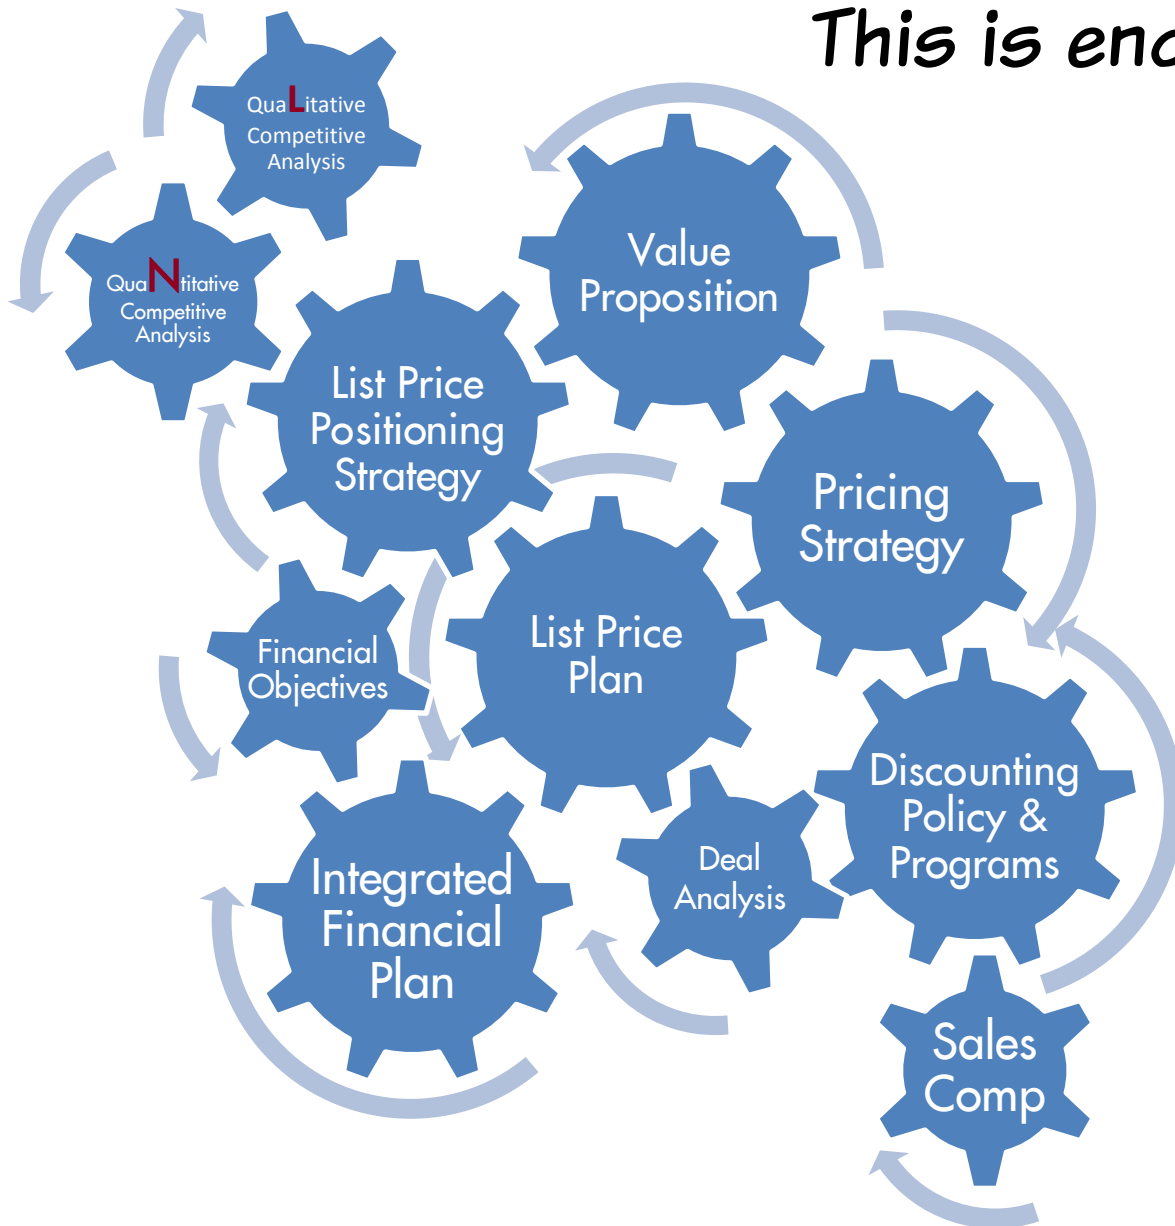 This is
QuaLitative
Competitive
Analysis
QuaNtitative
Competitive
Analysis
Value
Proposition
List Price
Positioning
Strategy
Pricing
Strategy
Financial
Objectives
List Price
Plan
Discounting
Policy &
Programs
Deal
Analysis
Integrated
Financial
Plan
Sales
Comp